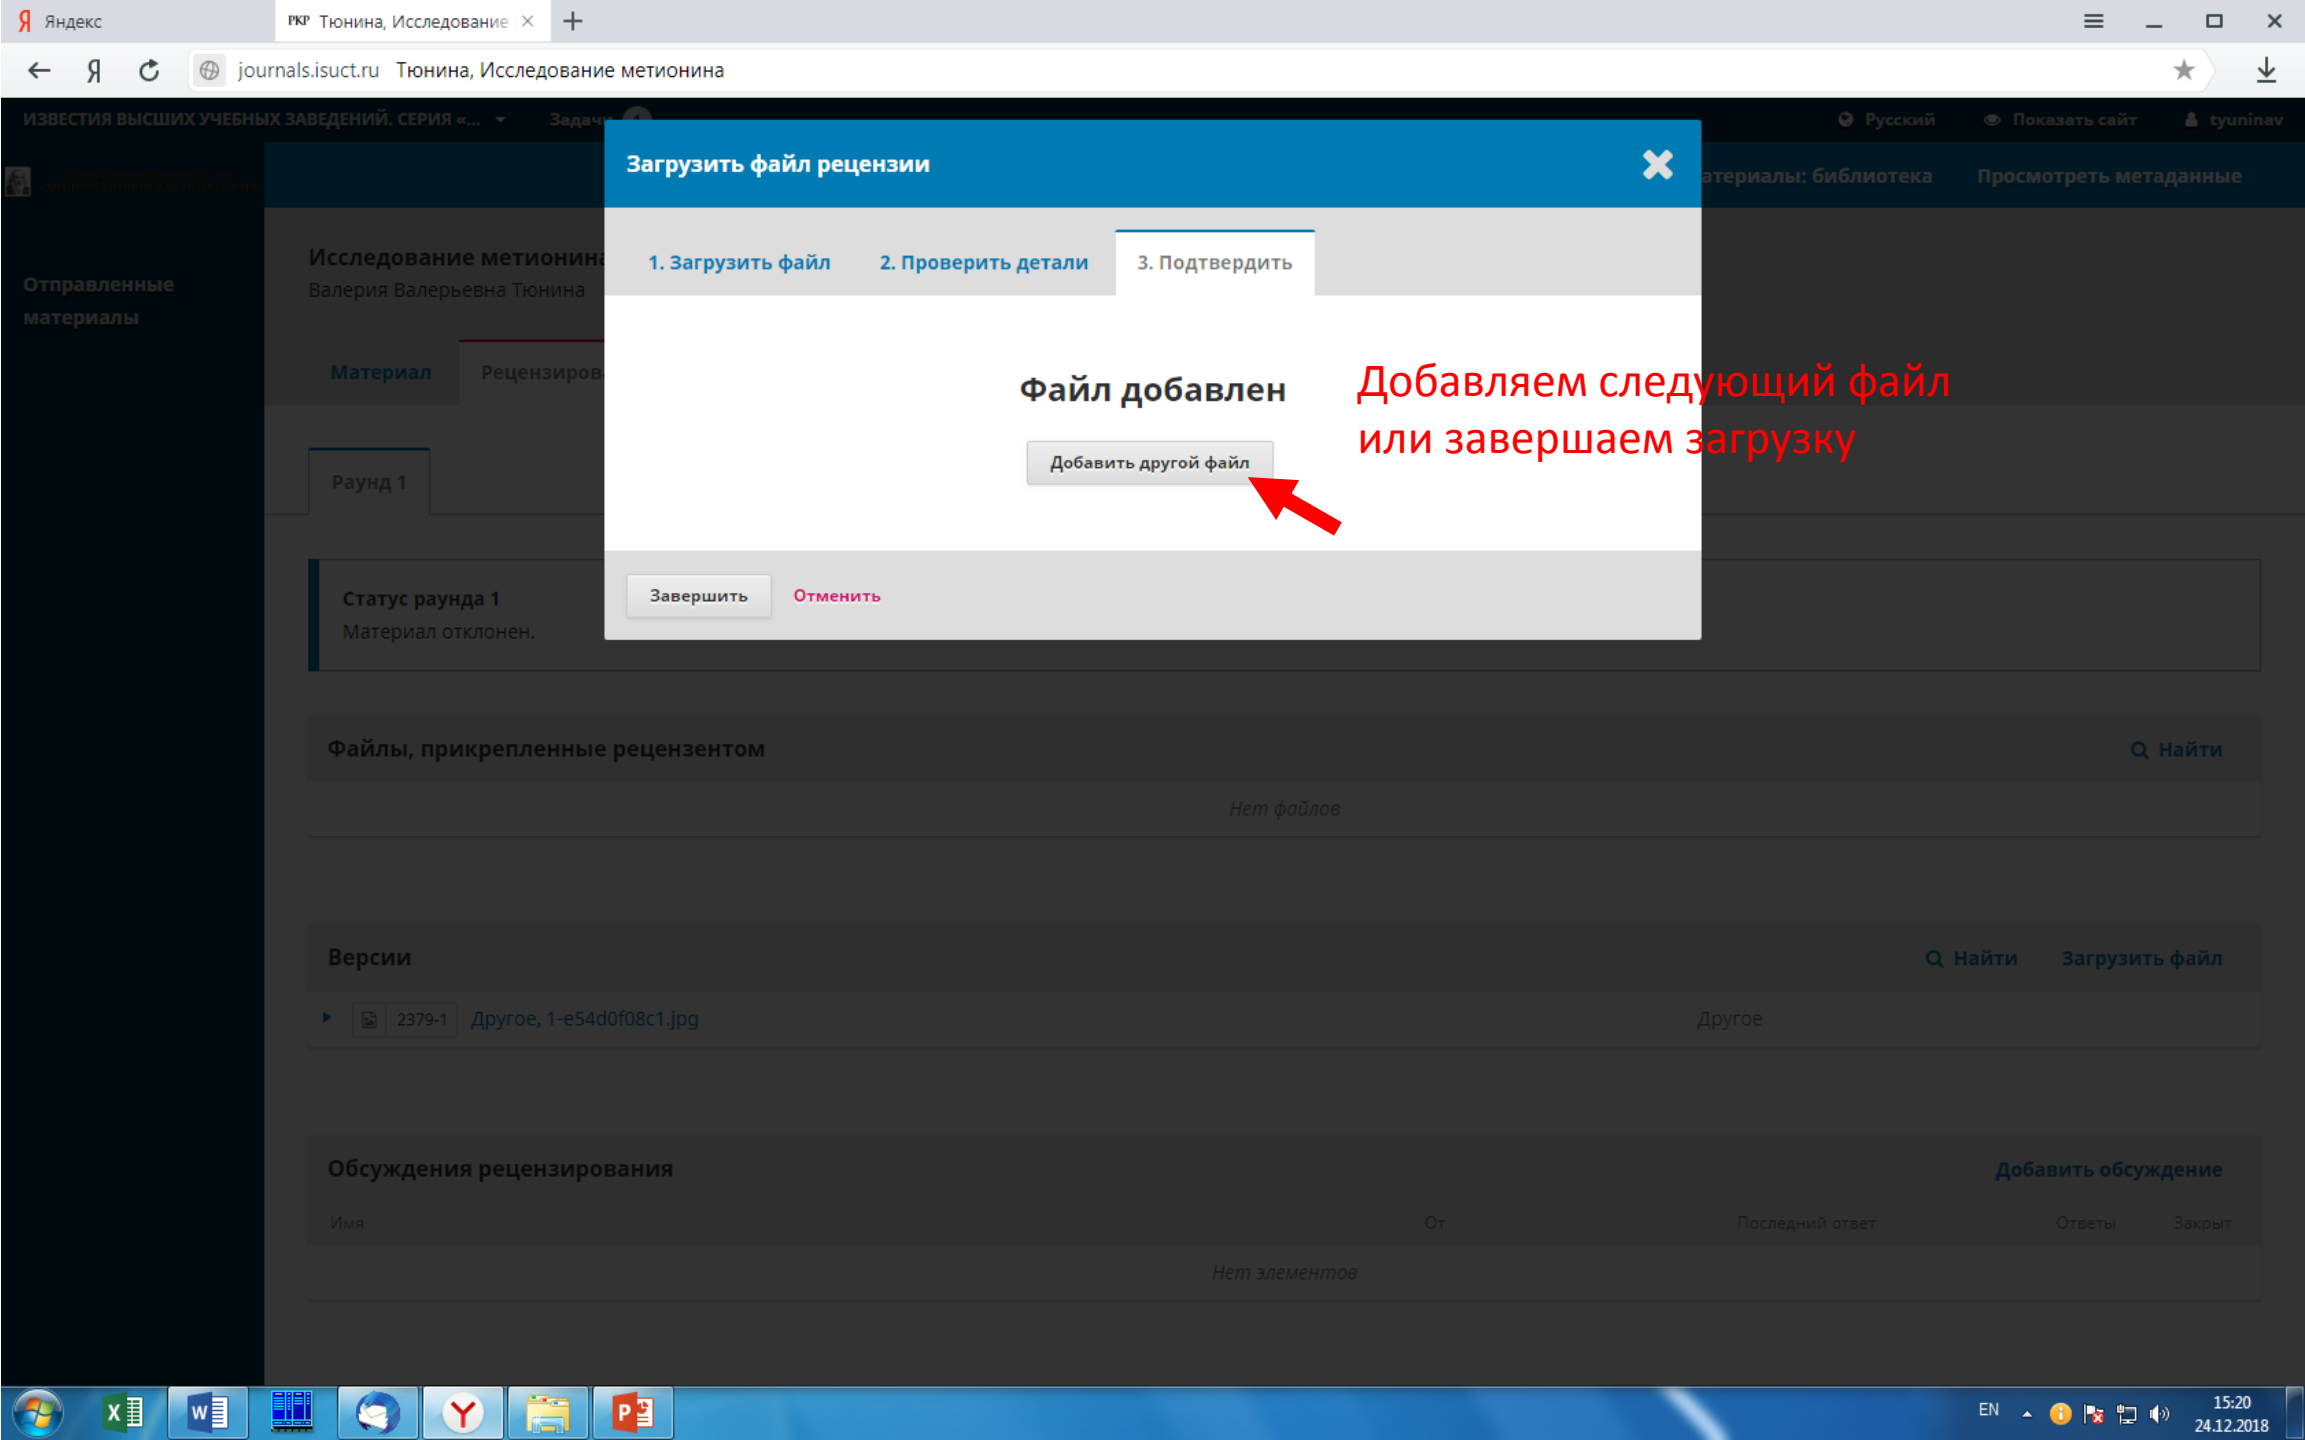 Яндекс
РКР Тюнина, Исследование
journals.isuct.ru Тюнина, Исследование метионина
ИЗВЕСТИЯ ВЫСШИХ УЧЕБНЫХ ЗАВЕДЕНИЙ. СЕРИЯ «...
Задачи
Русский
Показать сайт
tyuninav
Загрузить файл рецензии
атериалы: библиотека
Просмотреть метаданные
Отправленные
материалы
Исследование метионина
Валерия Валерьевна Тюнина
1. Загрузить файл
2. Проверить детали
3. Подтвердить
Материал
Рецензиров
Файл добавлен
Добавить другой файл
Добавляем следующий файл
или завершаем загрузку
Раунд 1
Завершить
Отменить
Статус раунда 1
Материал отклонен.
Файлы, прикрепленные рецензентом
Найти
Нет файлов
Версии
Найти
Загрузить файл
2379-1 Другое, 1-e54d0f08c1.jpg
Другое
Обсуждения рецензирования
Добавить обсуждение
Имя
От
Последний ответ
Ответы
Закрыт
Нет элементов
EN
15:20
24.12.2018